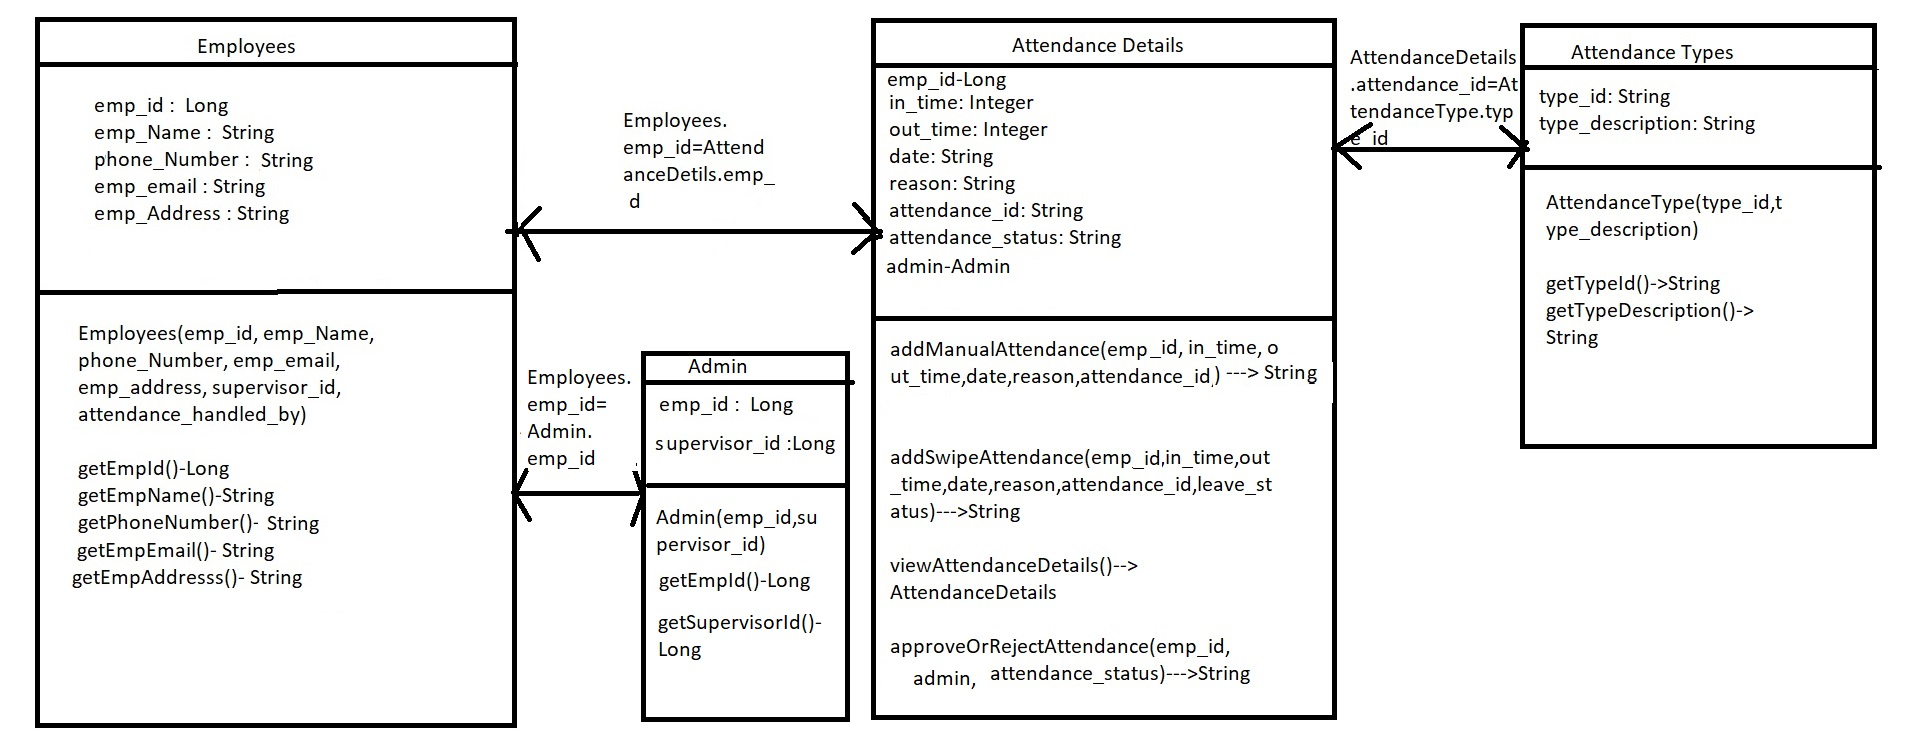 Employees
emp_id :  Long
emp_Name :  String
phone_Number :  String
emp_email : String
emp_Address : String
Employees(emp_id, emp_Name,
phone_Number, emp_email,
emp_address, supervisor_id,
attendance_handled_by)
getEmpId()-Long
getEmpName()-String
getPhoneNumber()- String
getEmpEmail()- String
getEmpAddresss()- String
Employees.
emp_id=Attend
anceDetils.emp_
d
Employees.
emp_id=
Admin.
emp_id
Admin
emp_id :  Long
supervisor_id :Long
Admin(emp_id,su
pervisor_id)
getEmpId()-Long
getSupervisorId()-
Long
Attendance Details
emp_id-Long
in_time: Integer
out_time: Integer
date: String
reason: String
attendance_id: String
attendance_status: String
admin-Admin
addManualAttendance(emp_id, in_time, o
ut_time,date,reason,attendance_id,) ---> String
addSwipeAttendance(emp_id,in_time,out
_time,date,reason,attendance_id,leave_st
atus)--->String
viewAttendanceDetails()-->
AttendanceDetails
approveOrRejectAttendance(emp_id,
admin, attendance_status)--->String
AttendanceDetails
.attendance_id=At
tendanceType.typ
e_id
Attendance Types
type_id: String
type_description: String
AttendanceType(type_id,t
ype_description)
getTypeId()->String
getTypeDescription()->
String